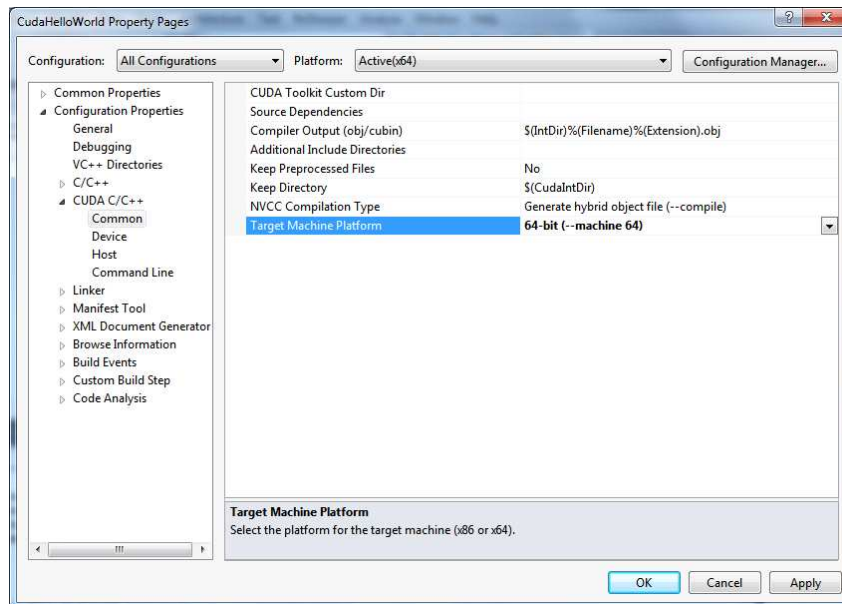 CudaHelloWorld Property Pages
Configuration: All Configurations Platform: Active(x64) Configuration Manager...
Common Properties
Configuration Properties
General
Debugging
VC++ Directories
C/C++
CUDA C/C++
Common
Device
Host
Command Line
Linker
Manifest Tool
XML Document Generator
Browse Information
Build Events
Custom Build Step
Code Analysis
CUDA Toolkit Custom Dir
Source Dependencies
Compiler Output (obj/cubin) $(IntDir)%(Filename)%(Extension).obj
Additional Include Directories
Keep Preprocessed Files No
Keep Directory $(CudaIntDir)
NVCC Compilation Type Generate hybrid object file (--compile)
Target Machine Platform 64-bit (--machine 64)
Target Machine Platform
Select the platform for the target machine (x86 or x64).
OK Cancel Apply